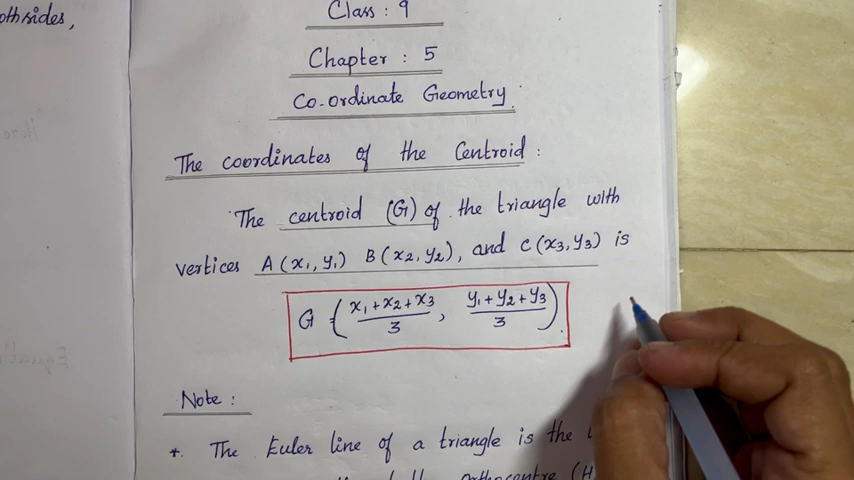 oth sides,
Class : 9
Chapter : 5
Co-ordinate Geometry.
The coordinates of the Centroid :
The centroid (G) of the triangle with
vertices A (x₁, y₁) B (x₂, y₂), and C (x₃, y₃) is
G = ( x₁ + x₂ + x₃ / 3 , y₁ + y₂ + y₃ / 3 ).
Note :
* The Euler line of a triangle is the
orthocentre (H